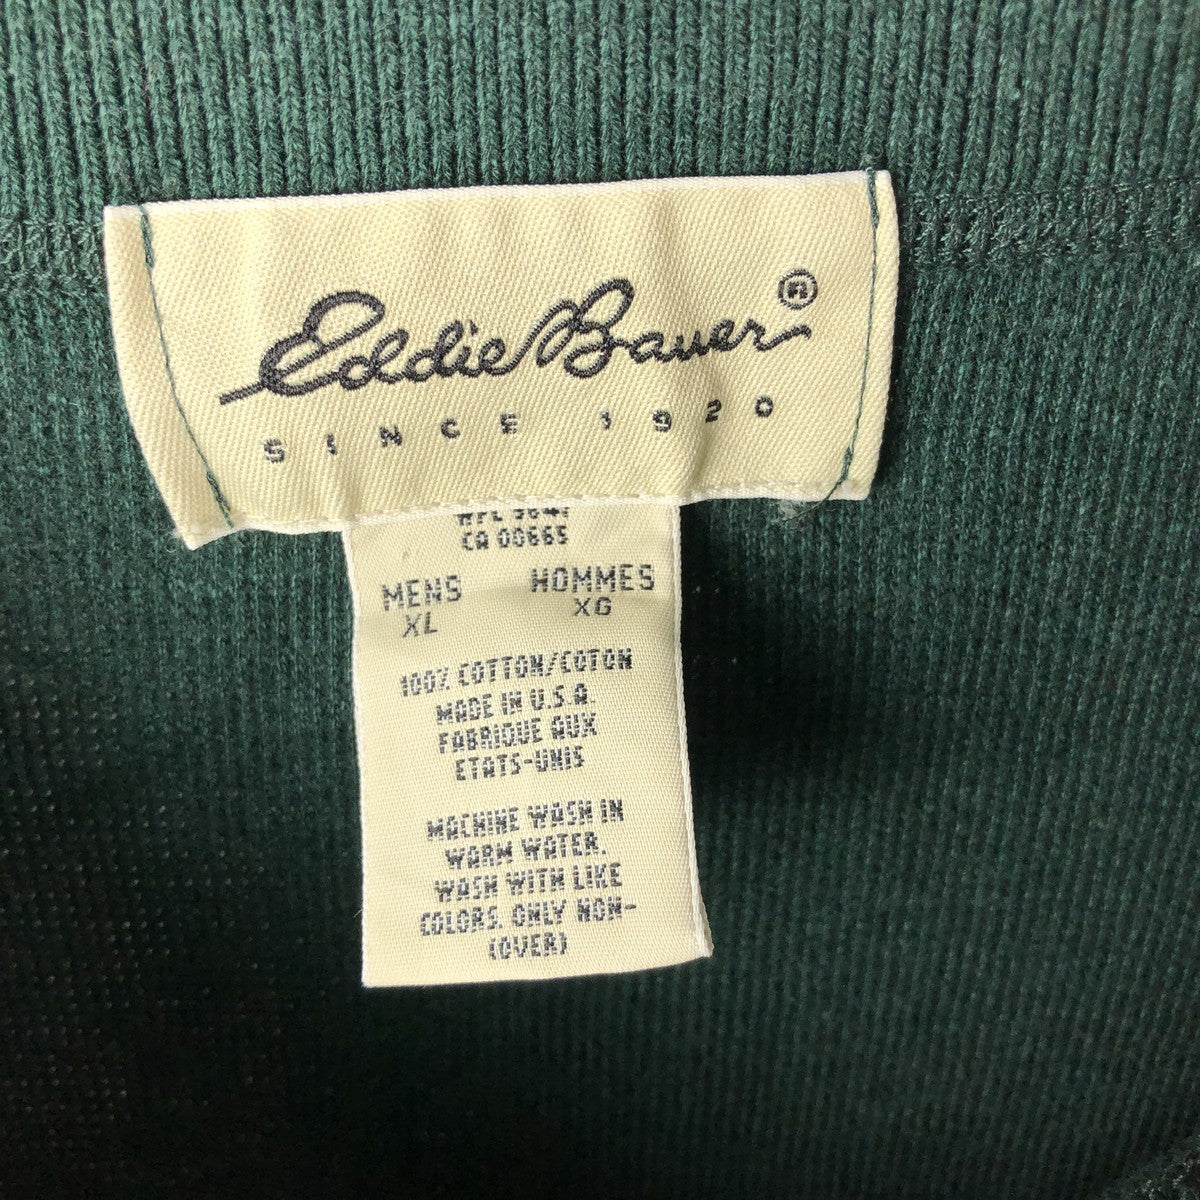 Eddie Bauer ®
SINCE 1920
CA 00665
MENS HOMMES
XL XG
100% COTTON/COTON
MADE IN U.S.A.
FABRIQUE AUX
ETATS-UNIS
MACHINE WASH IN
WARM WATER.
WASH WITH LIKE
COLORS. ONLY NON-
(OVER)